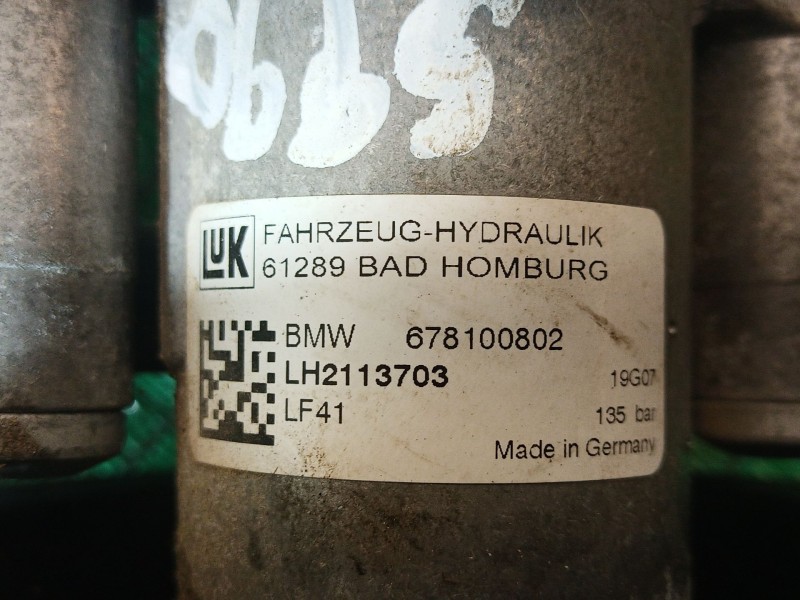 LUK FAHRZEUG-HYDRAULIK
61289 BAD HOMBURG
BMW 678100802
LH2113703 19G07
LF41 135 bar
Made in Germany